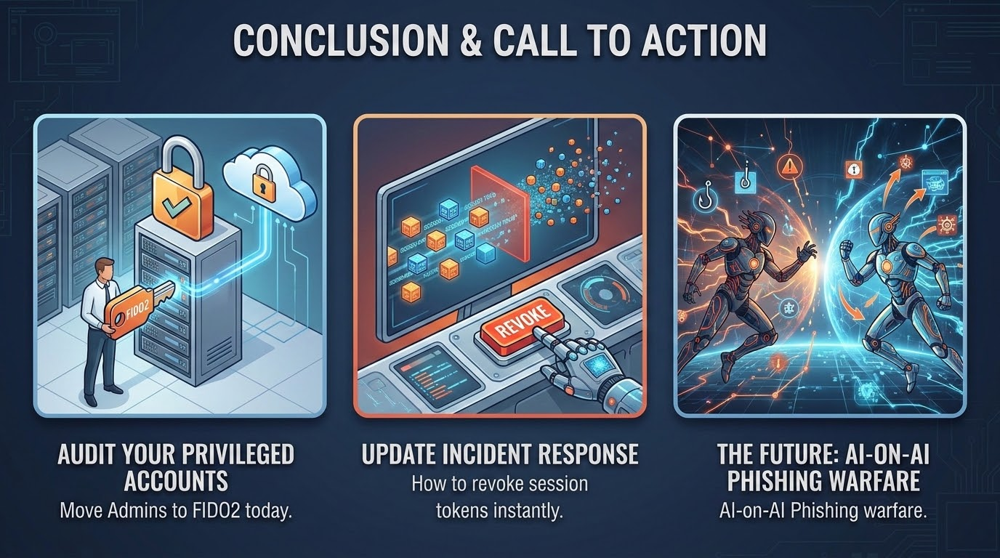 CONCLUSION & CALL TO ACTION
FIDO2
REVOKE
AUDIT YOUR PRIVILEGED
ACCOUNTS
Move Admins to FIDO2 today.
UPDATE INCIDENT RESPONSE
How to revoke session
tokens instantly.
THE FUTURE: AI-ON-AI
PHISHING WARFARE
AI-on-AI Phishing warfare.